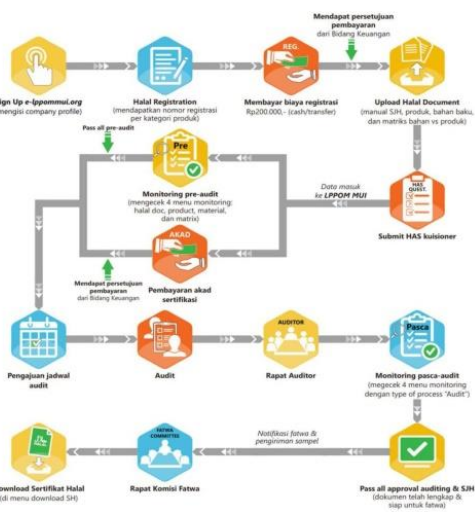 Mendapat persetujuan
pembayaran
dari Bidang Keuangan
REG.
Sign Up e-lppommui.org
(mengisi company profile)
Halal Registration
(mendapatkan nomor registrasi
per kategori produk)
Membayar biaya registrasi
Rp200.000,- (cash/transfer)
Upload Halal Document
(manual SJH, produk, bahan baku,
dan matriks bahan vs produk)
Pass all pre-audit
Pre
Monitoring pre-audit
(mengecek 4 menu monitoring:
halal doc, product, material,
dan matrix)
Data masuk
ke LPPOM MUI
HAS
QUEST.
Submit HAS kuisioner
AKAD
Mendapat persetujuan
pembayaran
dari Bidang Keuangan
Pembayaran akad
sertifikasi
Pengajuan jadwal
audit
Audit
AUDITOR
Rapat Auditor
Pasca
Monitoring pasca-audit
(megecek 4 menu monitoring
dengan type of process "Audit")
Notifikasi fatwa &
pengiriman sampel
FATWA
COMMITTEE
Download Sertifikat Halal
(di menu download SH)
Rapat Komisi Fatwa
Pass all approval auditing & SJH
(dokumen telah lengkap &
siap untuk fatwa)